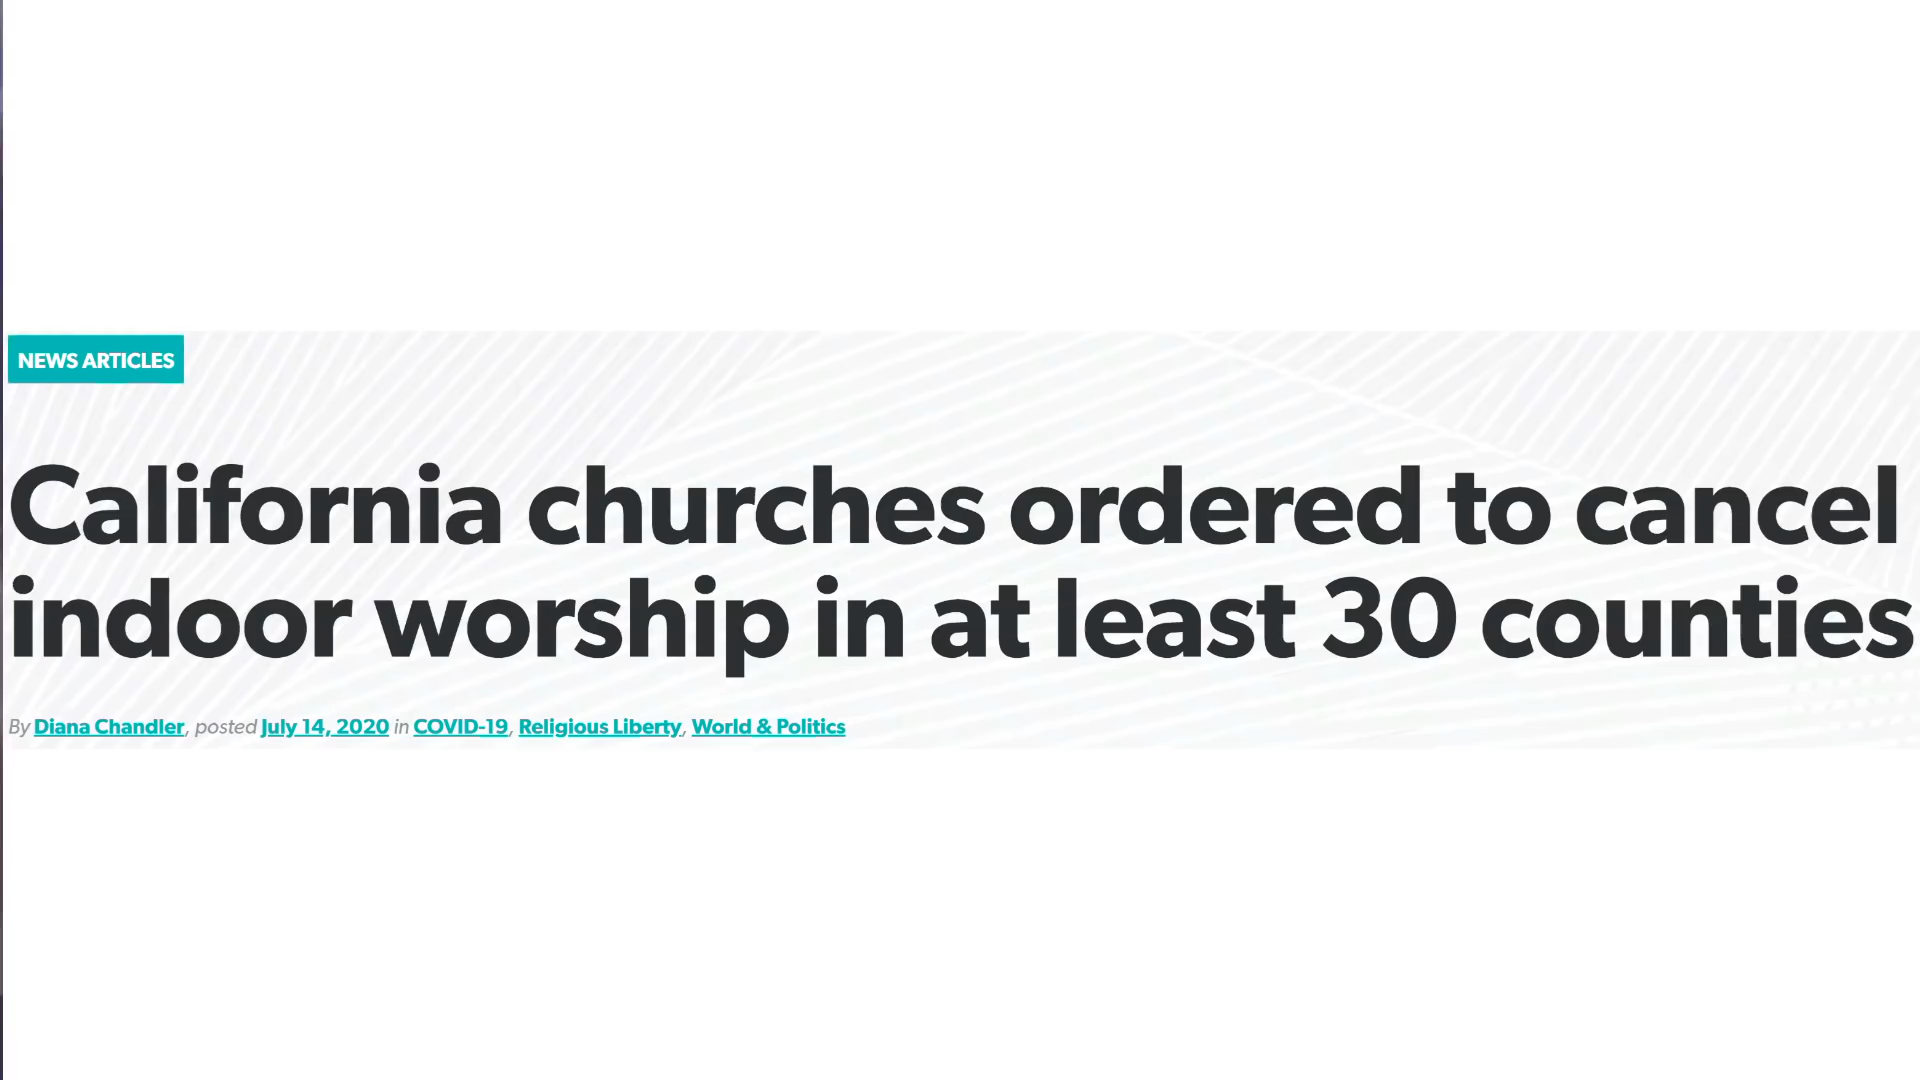 NEWS ARTICLES
California churches ordered to cancel
indoor worship in at least 30 counties
By Diana Chandler, posted July 14, 2020 in COVID-19, Religious Liberty, World & Politics